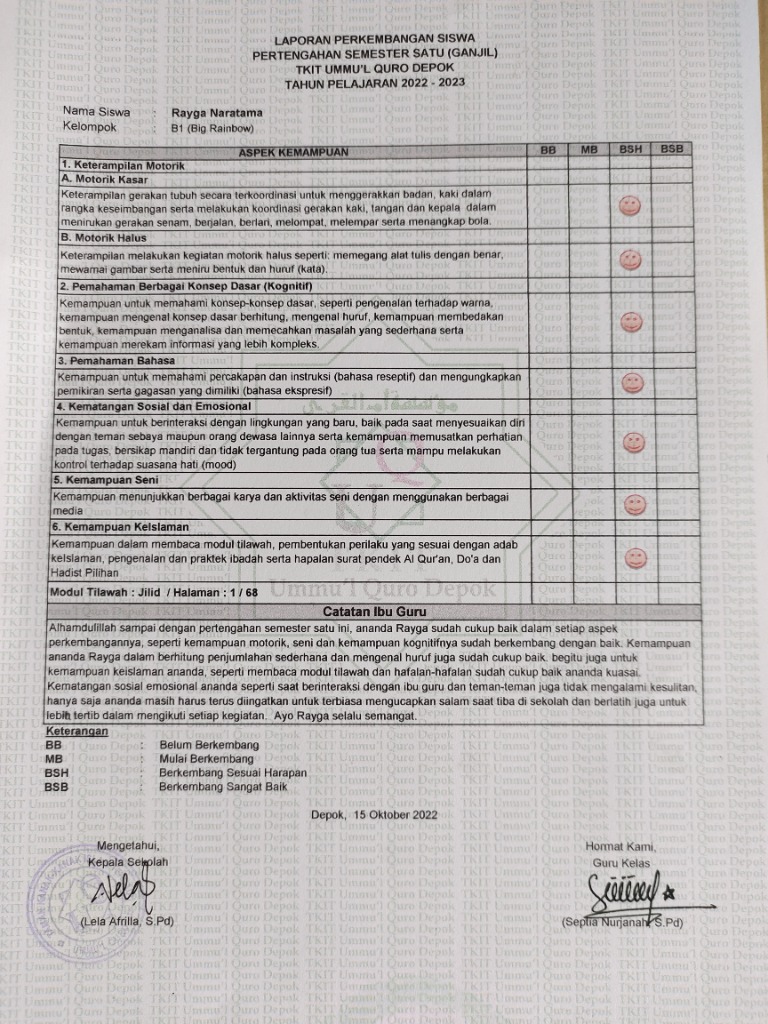 LAPORAN PERKEMBANGAN SISWA
PERTENGAHAN SEMESTER SATU (GANJIL)
TKIT UMMU'L QURO DEPOK
TAHUN PELAJARAN 2022 - 2023
Nama Siswa : Rayga Naratama
Kelompok : B1 (Big Rainbow)
ASPEK KEMAMPUAN BB MB BSH BSB
1. Keterampilan Motorik
A. Motorik Kasar
Keterampilan gerakan tubuh secara terkoordinasi untuk menggerakkan badan, kaki dalam
rangka keseimbangan serta melakukan koordinasi gerakan kaki, tangan dan kepala dalam
menirukan gerakan senam, berjalan, berlari, melompat, melempar serta menangkap bola.
B. Motorik Halus
Keterampilan melakukan kegiatan motorik halus seperti: memegang alat tulis dengan benar,
mewarnai gambar serta meniru bentuk dan huruf (kata).
2. Pemahaman Berbagai Konsep Dasar (Kognitif)
Kemampuan untuk memahami konsep-konsep dasar, seperti pengenalan terhadap warna,
kemampuan mengenal konsep dasar berhitung, mengenal huruf, kemampuan membedakan
bentuk, kemampuan menganalisa dan memecahkan masalah yang sederhana serta
kemampuan merekam informasi yang lebih kompleks.
3. Pemahaman Bahasa
Kemampuan untuk memahami percakapan dan instruksi (bahasa reseptif) dan mengungkapkan
pemikiran serta gagasan yang dimiliki (bahasa ekspresif)
4. Kematangan Sosial dan Emosional
Kemampuan untuk berinteraksi dengan lingkungan yang baru, baik pada saat menyesuaikan diri
dengan teman sebaya maupun orang dewasa lainnya serta kemampuan memusatkan perhatian
pada tugas, bersikap mandiri dan tidak tergantung pada orang tua serta mampu melakukan
kontrol terhadap suasana hati (mood)
5. Kemampuan Seni
Kemampuan menunjukkan berbagai karya dan aktivitas seni dengan menggunakan berbagai
media
6. Kemampuan KeIslaman
Kemampuan dalam membaca modul tilawah, pembentukan perilaku yang sesuai dengan adab
keIslaman, pengenalan dan praktek ibadah serta hapalan surat pendek Al Qur'an, Do'a dan
Hadist Pilihan
Modul Tilawah : Jilid / Halaman : 1 / 68
Ummu'l Quro Depok
Catatan Ibu Guru
Alhamdulillah sampai dengan pertengahan semester satu ini, ananda Rayga sudah cukup baik dalam setiap aspek
perkembangannya, seperti kemampuan motorik, seni dan kemampuan kognitifnya sudah berkembang dengan baik. Kemampuan
ananda Rayga dalam berhitung penjumlahan sederhana dan mengenal huruf juga sudah cukup baik. begitu juga untuk
kemampuan keislaman ananda, seperti membaca modul tilawah dan hafalan-hafalan sudah cukup baik ananda kuasai.
Kematangan sosial emosional ananda seperti saat berinteraksi dengan ibu guru dan teman-teman juga tidak mengalami kesulitan,
hanya saja ananda masih harus terus diingatkan untuk terbiasa mengucapkan salam saat tiba di sekolah dan berlatih juga untuk
lebih tertib dalam mengikuti setiap kegiatan. Ayo Rayga selalu semangat.
Keterangan
BB : Belum Berkembang
MB : Mulai Berkembang
BSH : Berkembang Sesuai Harapan
BSB : Berkembang Sangat Baik
Depok, 15 Oktober 2022
Mengetahui,
Kepala Sekolah
(Lela Afrilla, S.Pd)
Hormat Kami,
Guru Kelas
(Septia Nurjanah, S.Pd)